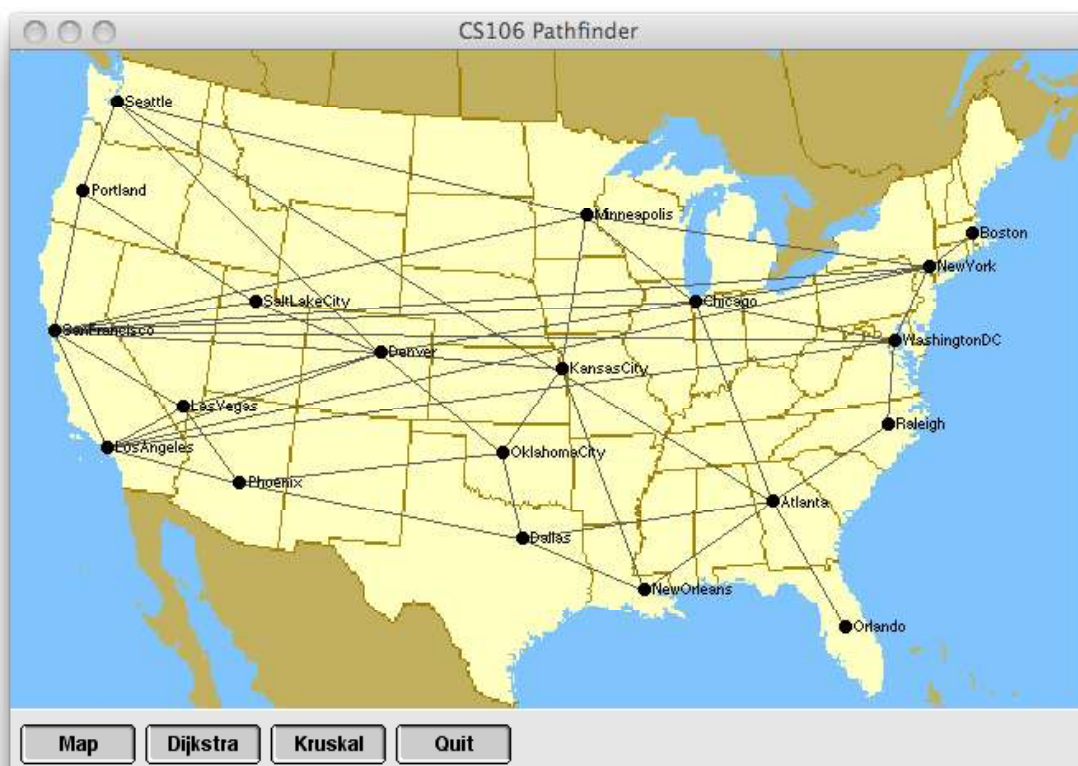 CS106 Pathfinder
Seattle
Portland
Minneapolis
Boston
NewYork
SaltLakeCity
Chicago
SanFrancisco
WashingtonDC
Denver
KansasCity
LasVegas
Raleigh
LosAngeles
OklahomaCity
Phoenix
Atlanta
Dallas
NewOrleans
Orlando
Map Dijkstra Kruskal Quit